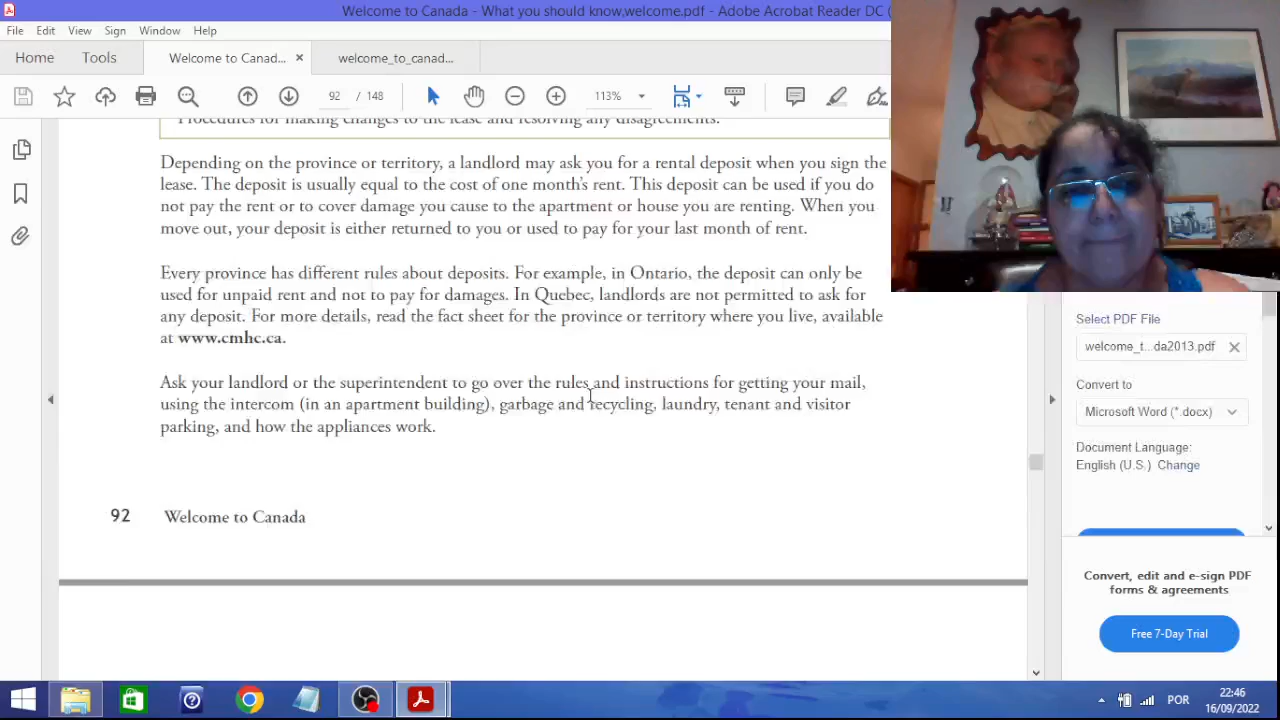 Welcome to Canada - What you should know,welcome.pdf - Adobe Acrobat Reader DC (
File Edit View Sign Window Help
Home Tools Welcome to Canad... × welcome_to_canad...
92 / 148 113%
Procedures for making changes to the lease and resolving any disagreements.
Depending on the province or territory, a landlord may ask you for a rental deposit when you sign the
lease. The deposit is usually equal to the cost of one month's rent. This deposit can be used if you do
not pay the rent or to cover damage you cause to the apartment or house you are renting. When you
move out, your deposit is either returned to you or used to pay for your last month of rent.
Every province has different rules about deposits. For example, in Ontario, the deposit can only be
used for unpaid rent and not to pay for damages. In Quebec, landlords are not permitted to ask for
any deposit. For more details, read the fact sheet for the province or territory where you live, available
at www.cmhc.ca.
Ask your landlord or the superintendent to go over the rules and instructions for getting your mail,
using the intercom (in an apartment building), garbage and recycling, laundry, tenant and visitor
parking, and how the appliances work.
92 Welcome to Canada
Select PDF File
welcome_t...da2013.pdf
Convert to
Microsoft Word (*.docx)
Document Language:
English (U.S.) Change
Convert, edit and e-sign PDF
forms & agreements
Free 7-Day Trial
POR
22:46
16/09/2022